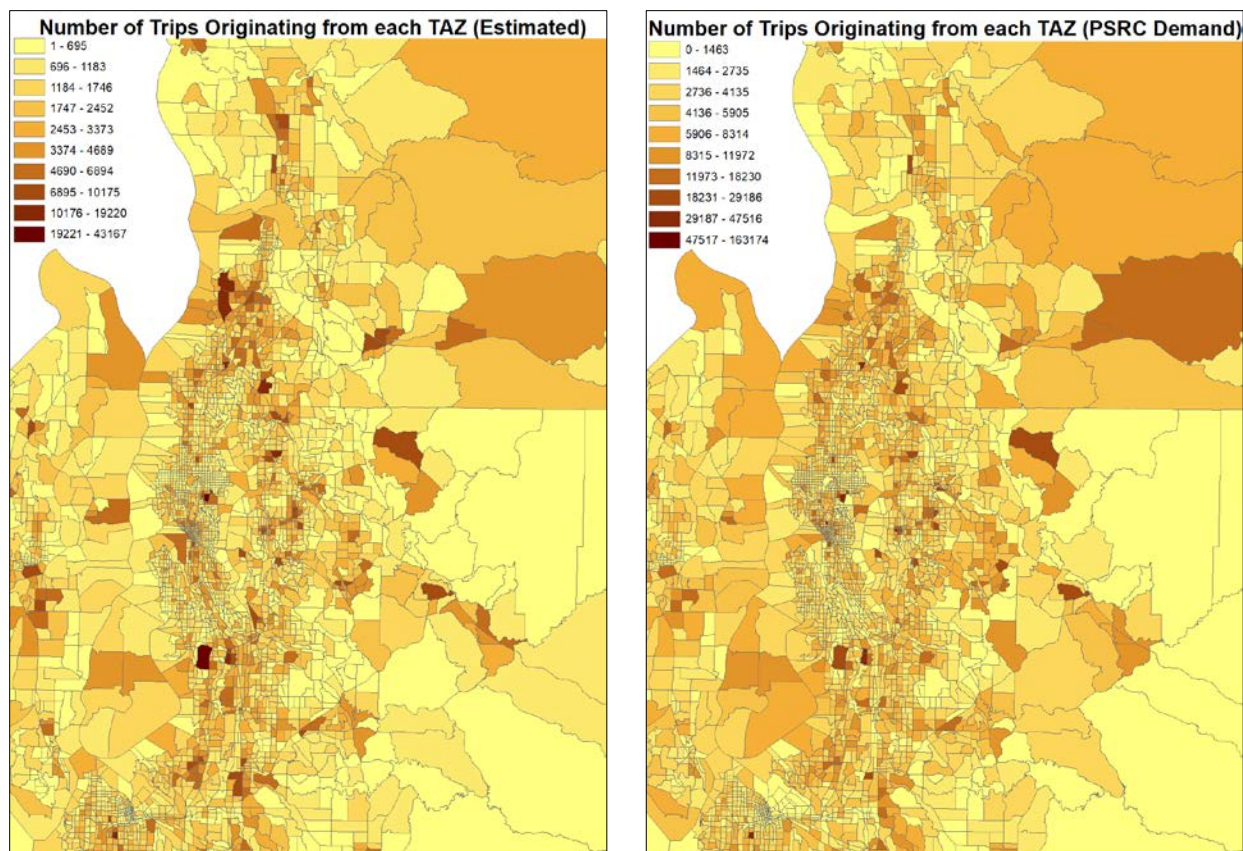 Number of Trips Originating from each TAZ (Estimated)
1 - 695
696 - 1183
1184 - 1746
1747 - 2452
2453 - 3373
3374 - 4689
4690 - 6894
6895 - 10175
10176 - 19220
19221 - 43167
Number of Trips Originating from each TAZ (PSRC Demand)
0 - 1463
1464 - 2735
2736 - 4135
4136 - 5905
5906 - 8314
8315 - 11972
11973 - 18230
18231 - 29186
29187 - 47516
47517 - 163174